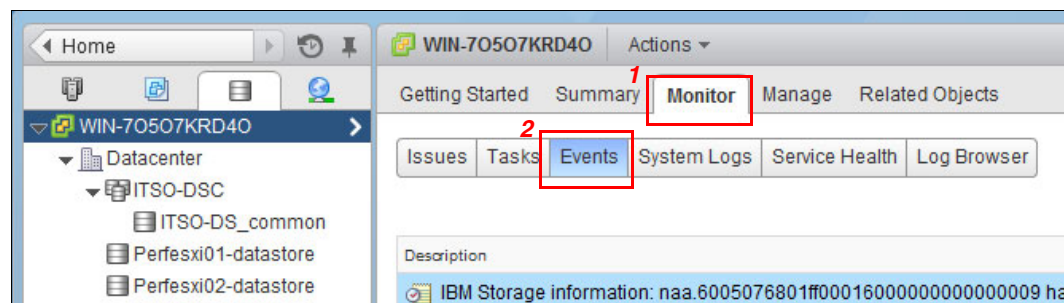 Home
WIN-7O5O7KRD4O
Datacenter
ITSO-DSC
ITSO-DS_common
Perfesxi01-datastore
Perfesxi02-datastore
WIN-7O5O7KRD4O Actions
1
Getting Started Summary Monitor Manage Related Objects
2
Issues Tasks Events System Logs Service Health Log Browser
Description
IBM Storage information: naa.6005076801ff00016000000000000009 ha